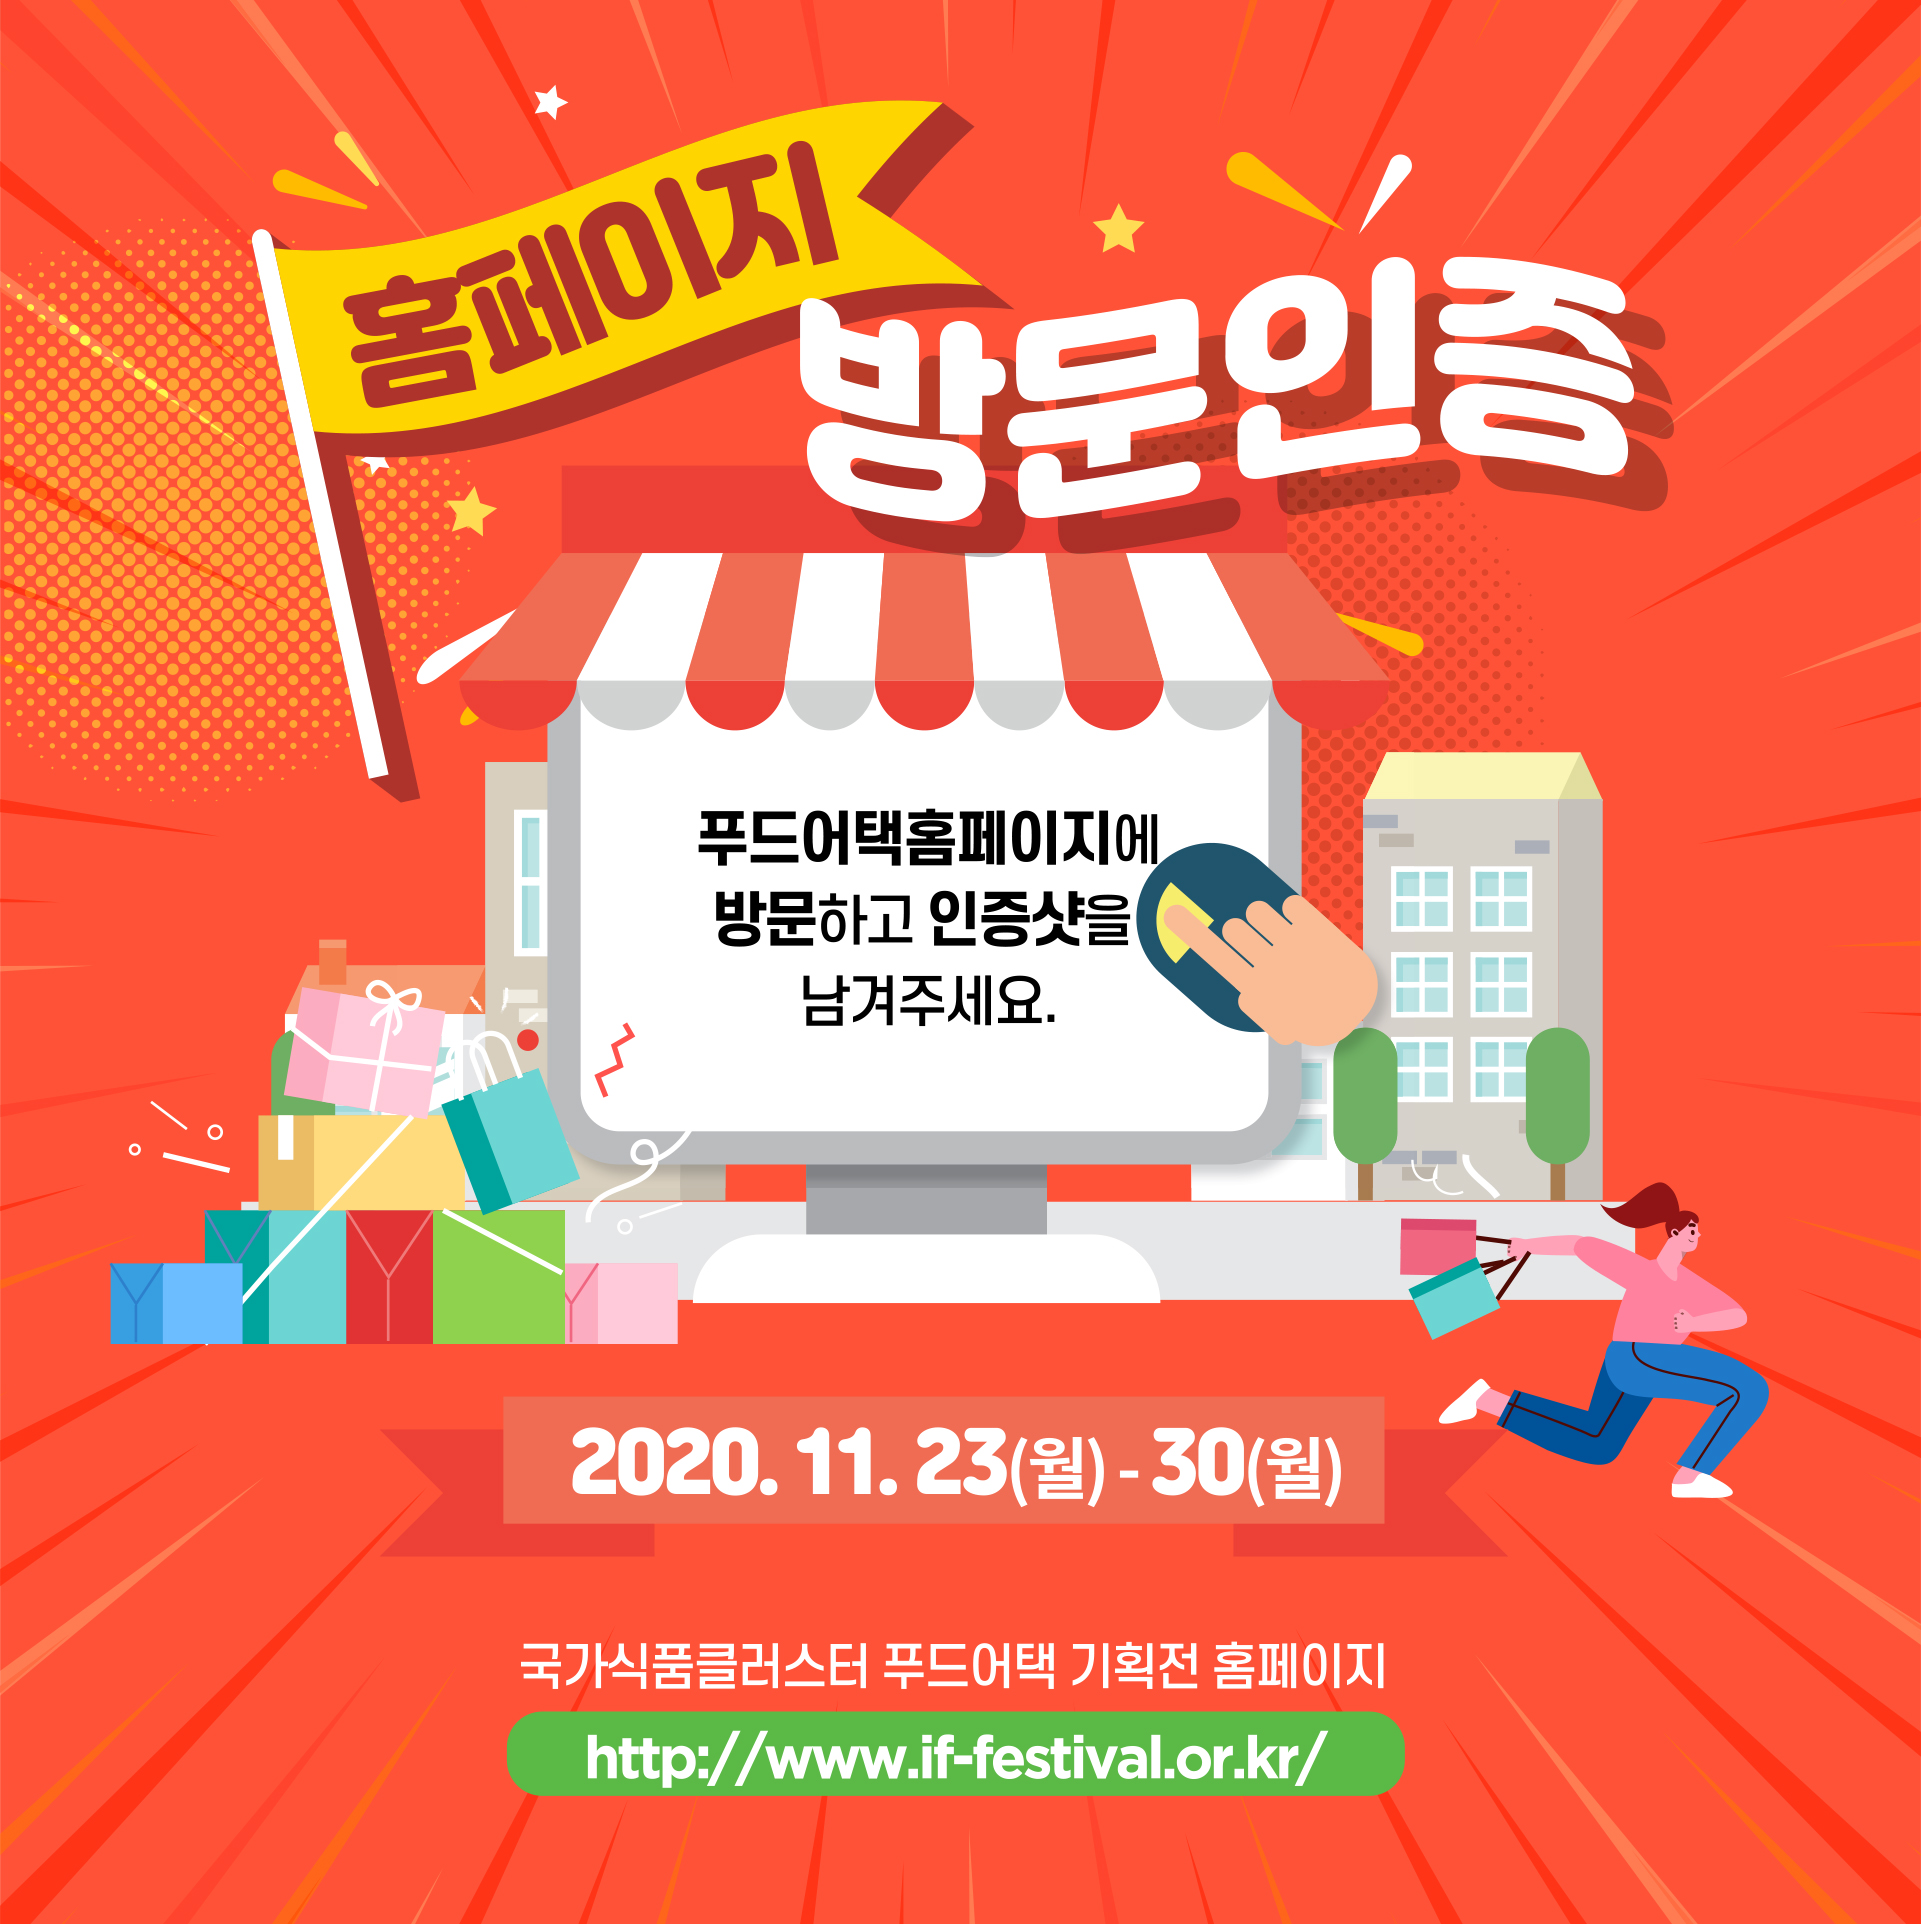 홈페이지
방문인증
푸드어택홈페이지에
방문하고 인증샷을
남겨주세요.
2020. 11. 23(월) - 30(월)
국가식품클러스터 푸드어택 기획전 홈페이지
http://www.if-festival.or.kr/